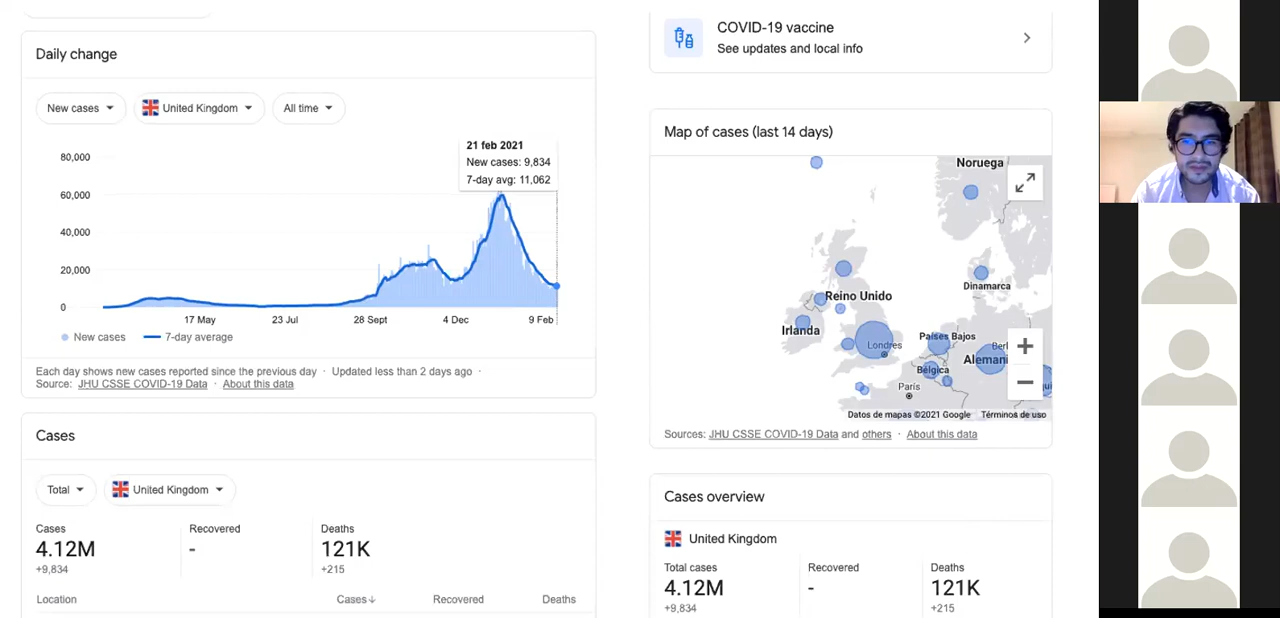 Daily change
New cases
United Kingdom
All time
21 feb 2021
New cases: 9,834
7-day avg: 11,062
80,000
60,000
40,000
20,000
0
17 May
23 Jul
28 Sept
4 Dec
9 Feb
New cases
7-day average
Each day shows new cases reported since the previous day · Updated less than 2 days ago ·
Source: JHU CSSE COVID-19 Data · About this data
Cases
Total
United Kingdom
Cases
Recovered
Deaths
4.12M
-
121K
+9,834
+215
Location
Cases↓
Recovered
Deaths
COVID-19 vaccine
See updates and local info
Map of cases (last 14 days)
Noruega
Dinamarca
Reino Unido
Irlanda
Países Bajos
Londres
Berl
Alemani
Bélgica
Paris
qui
Datos de mapas ©2021 Google
Términos de uso
Sources: JHU CSSE COVID-19 Data and others · About this data
Cases overview
United Kingdom
Total cases
Recovered
Deaths
4.12M
-
121K
+9,834
+215